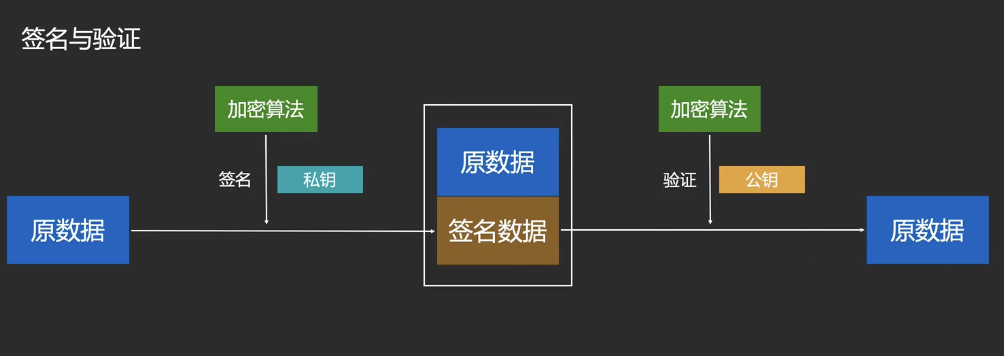 签名与验证
加密算法
加密算法
签名
私钥
原数据
验证
公钥
原数据
签名数据
原数据